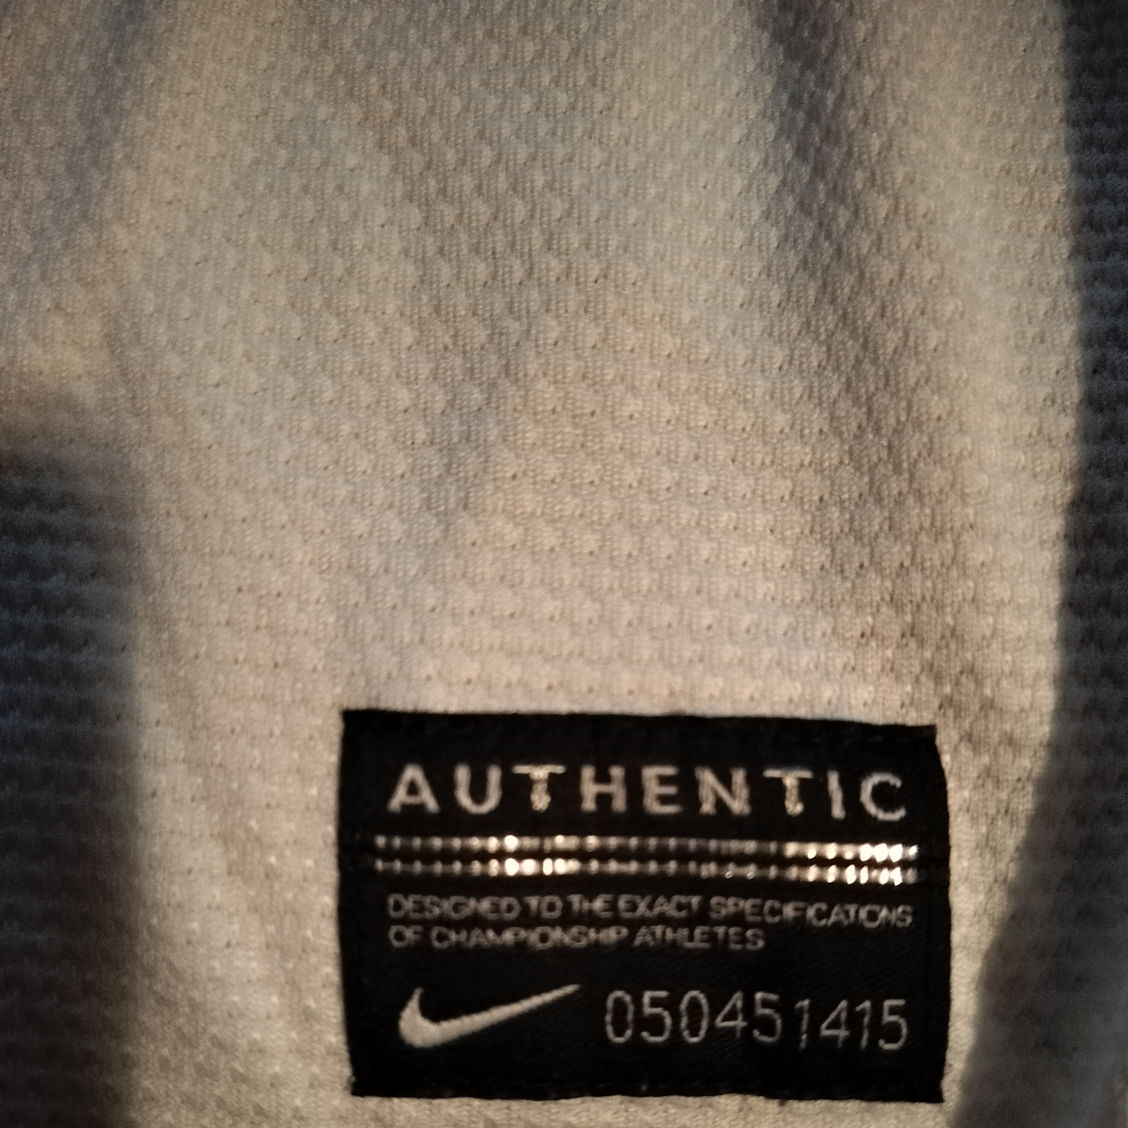 AUTHENTIC
DESIGNED TO THE EXACT SPECIFICATIONS
OF CHAMPIONSHIP ATHLETES
050451415